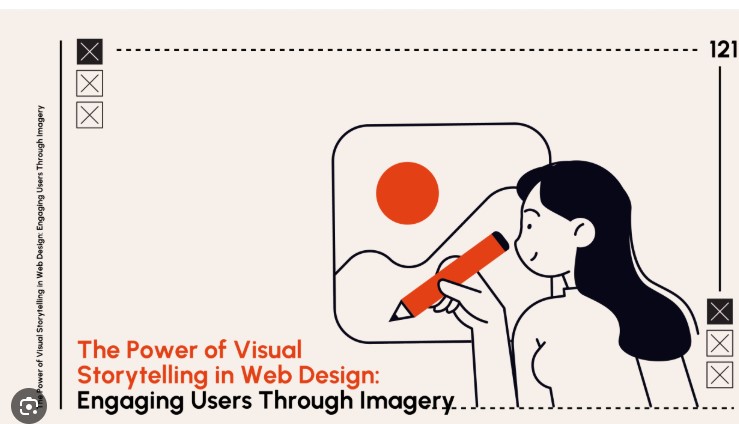 121
The Power of Visual Storytelling in Web Design: Engaging Users Through Imagery
The Power of Visual
Storytelling in Web Design:
Engaging Users Through Imagery